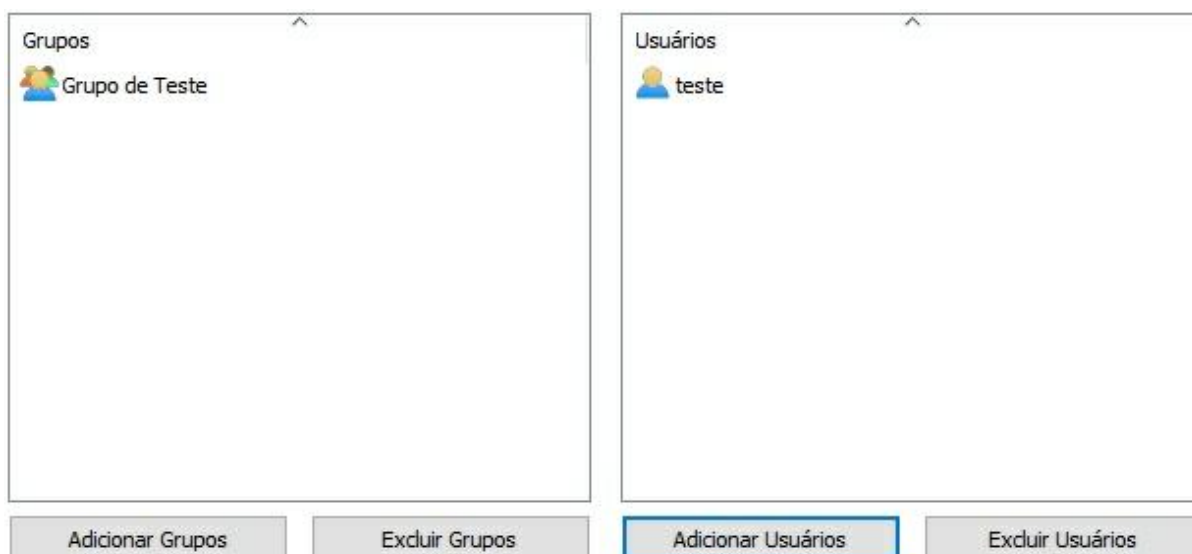 Grupos
Grupo de Teste
Usuários
teste
Adicionar Grupos
Excluir Grupos
Adicionar Usuários
Excluir Usuários